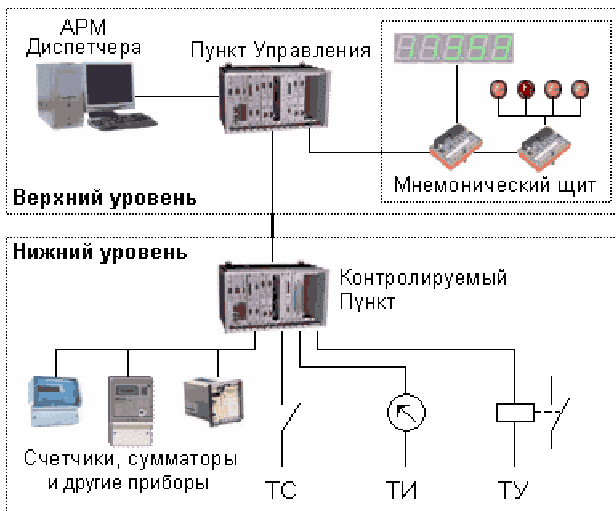 АРМ
Диспетчера
Пункт Управления
Мнемонический щит
Верхний уровень
Нижний уровень
Контролируемый
Пункт
Счетчики, сумматоры
и другие приборы
ТС
ТИ
ТУ